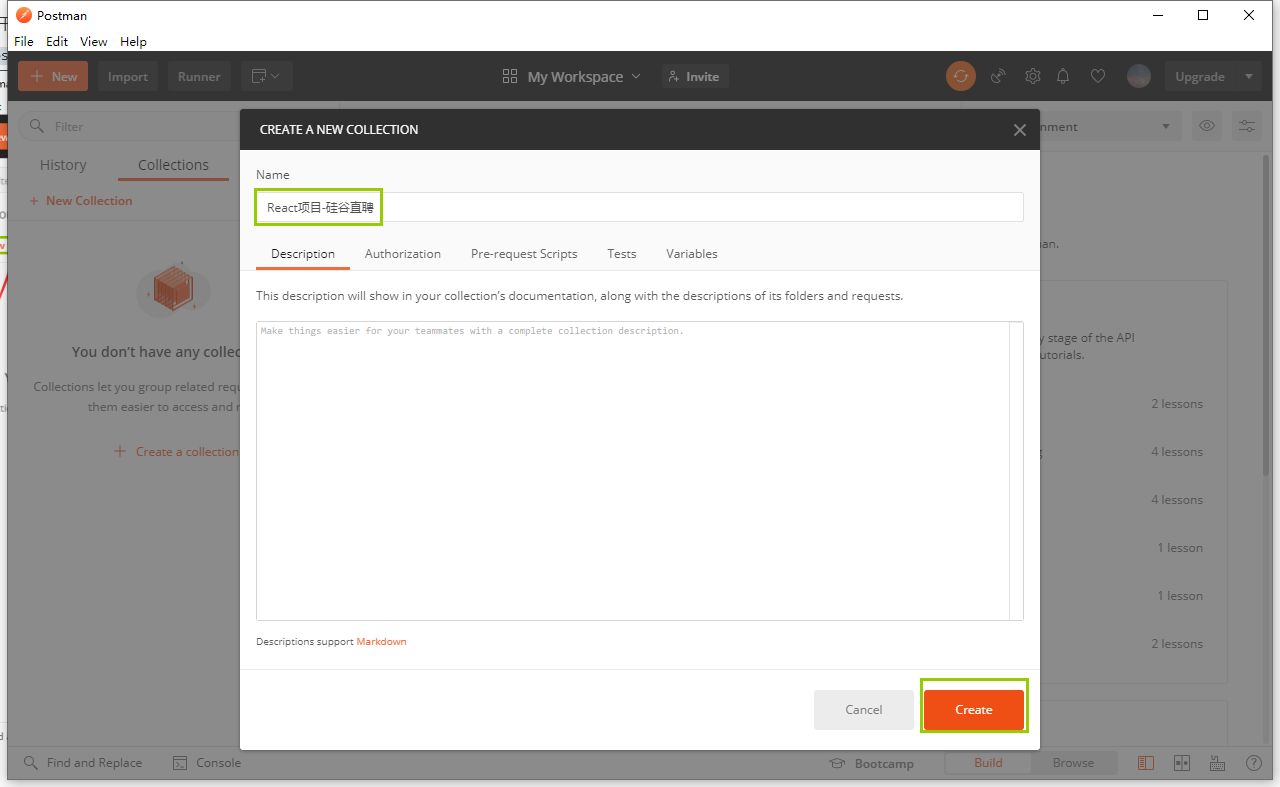 Postman
File Edit View Help
New Import Runner My Workspace Invite Upgrade
Filter
History Collections
New Collection
You don't have any collec
Collections let you group related requ
them easier to access and r
Create a collection
CREATE A NEW COLLECTION
Name
React项目-硅谷直聘
Description Authorization Pre-request Scripts Tests Variables
This description will show in your collection's documentation, along with the descriptions of its folders and requests.
Make things easier for your teammates with a complete collection description.
Descriptions support Markdown
Cancel Create
nment
man.
y stage of the API
utorials.
2 lessons
4 lessons
4 lessons
1 lesson
1 lesson
2 lessons
Find and Replace Console Bootcamp Build Browse